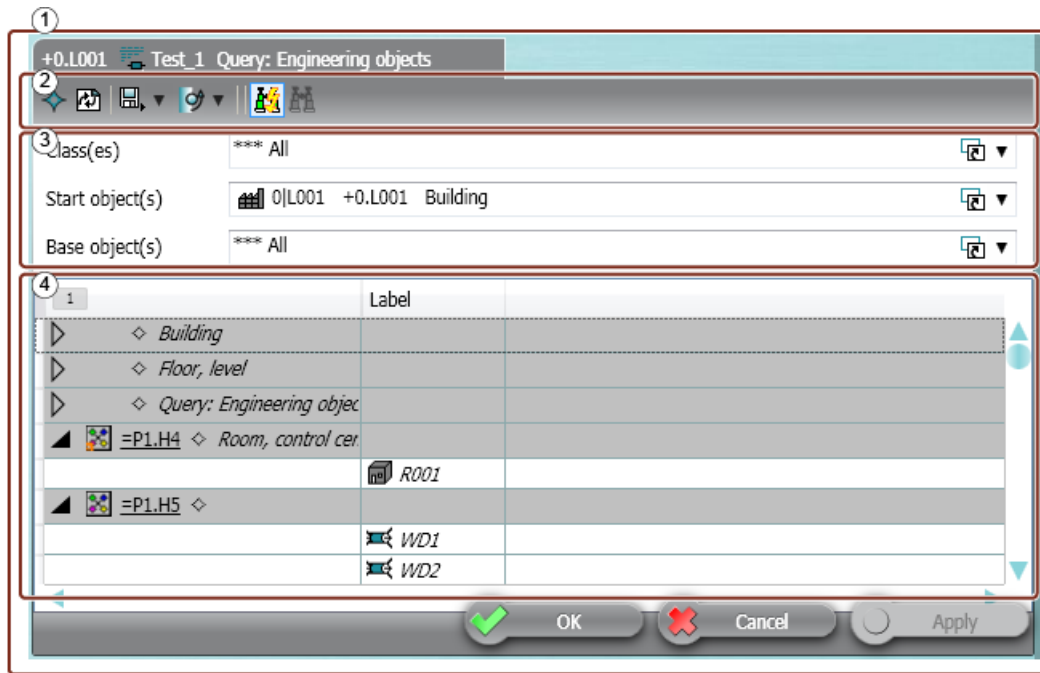 1
+0.L001 Test_1 Query: Engineering objects
2
3
Class(es) *** All
Start object(s) 0|L001 +0.L001 Building
Base object(s) *** All
4
1 Label
Building
Floor, level
Query: Engineering objec
=P1.H4 Room, control cer
R001
=P1.H5
WD1
WD2
OK Cancel Apply